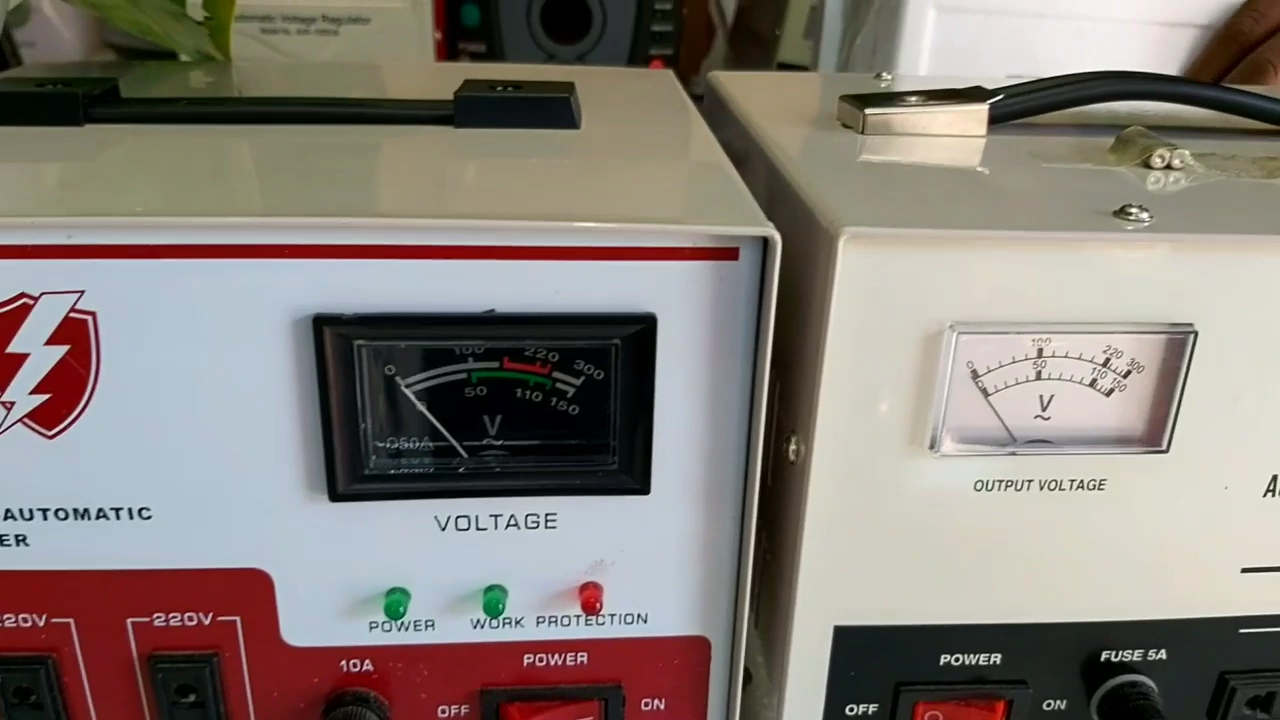 Automatic Voltage Regulator
0 100 220 300
50 110 150
V
~
VOLTAGE
-AUTOMATIC
ER
POWER WORK PROTECTION
220V 220V
10A
POWER
OFF ON
100 220 300
0 50 110 150
V
~
OUTPUT VOLTAGE
POWER
OFF ON
FUSE 5A